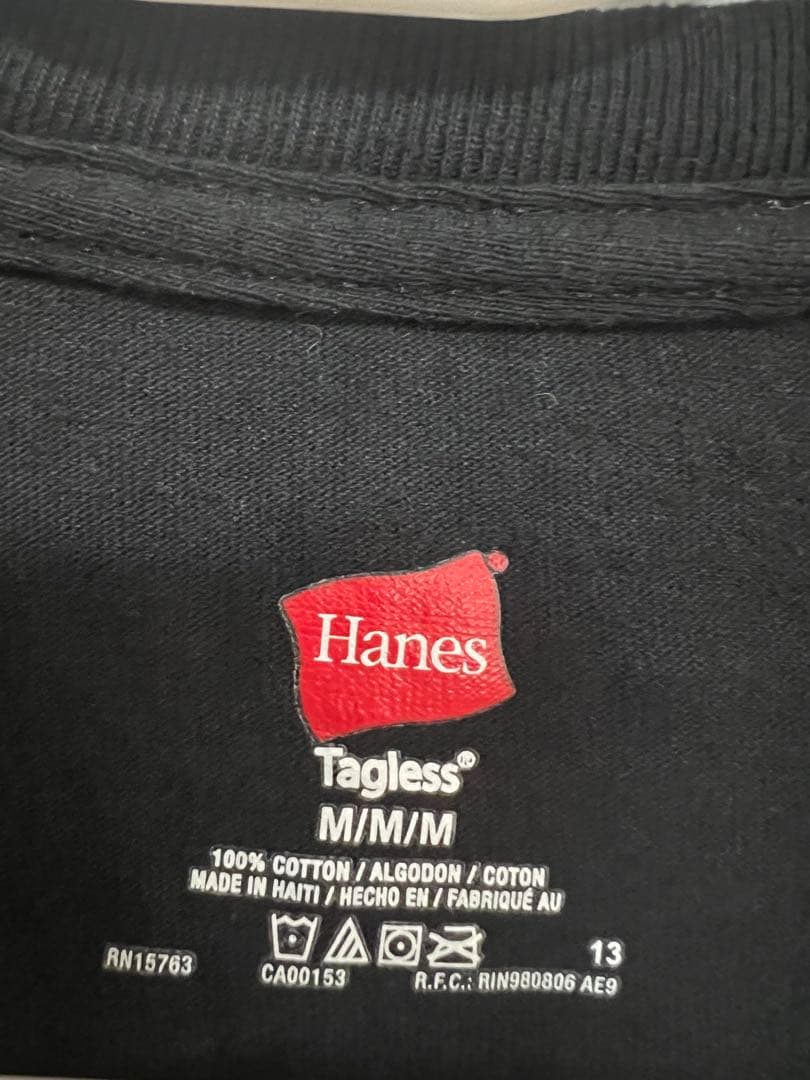 Hanes®
Tagless®
M/M/M
100% COTTON / ALGODON / COTON
MADE IN HAITI / HECHO EN / FABRIQUÉ AU
13
RN15763
CA00153
R.F.C.: RIN980806 AE9